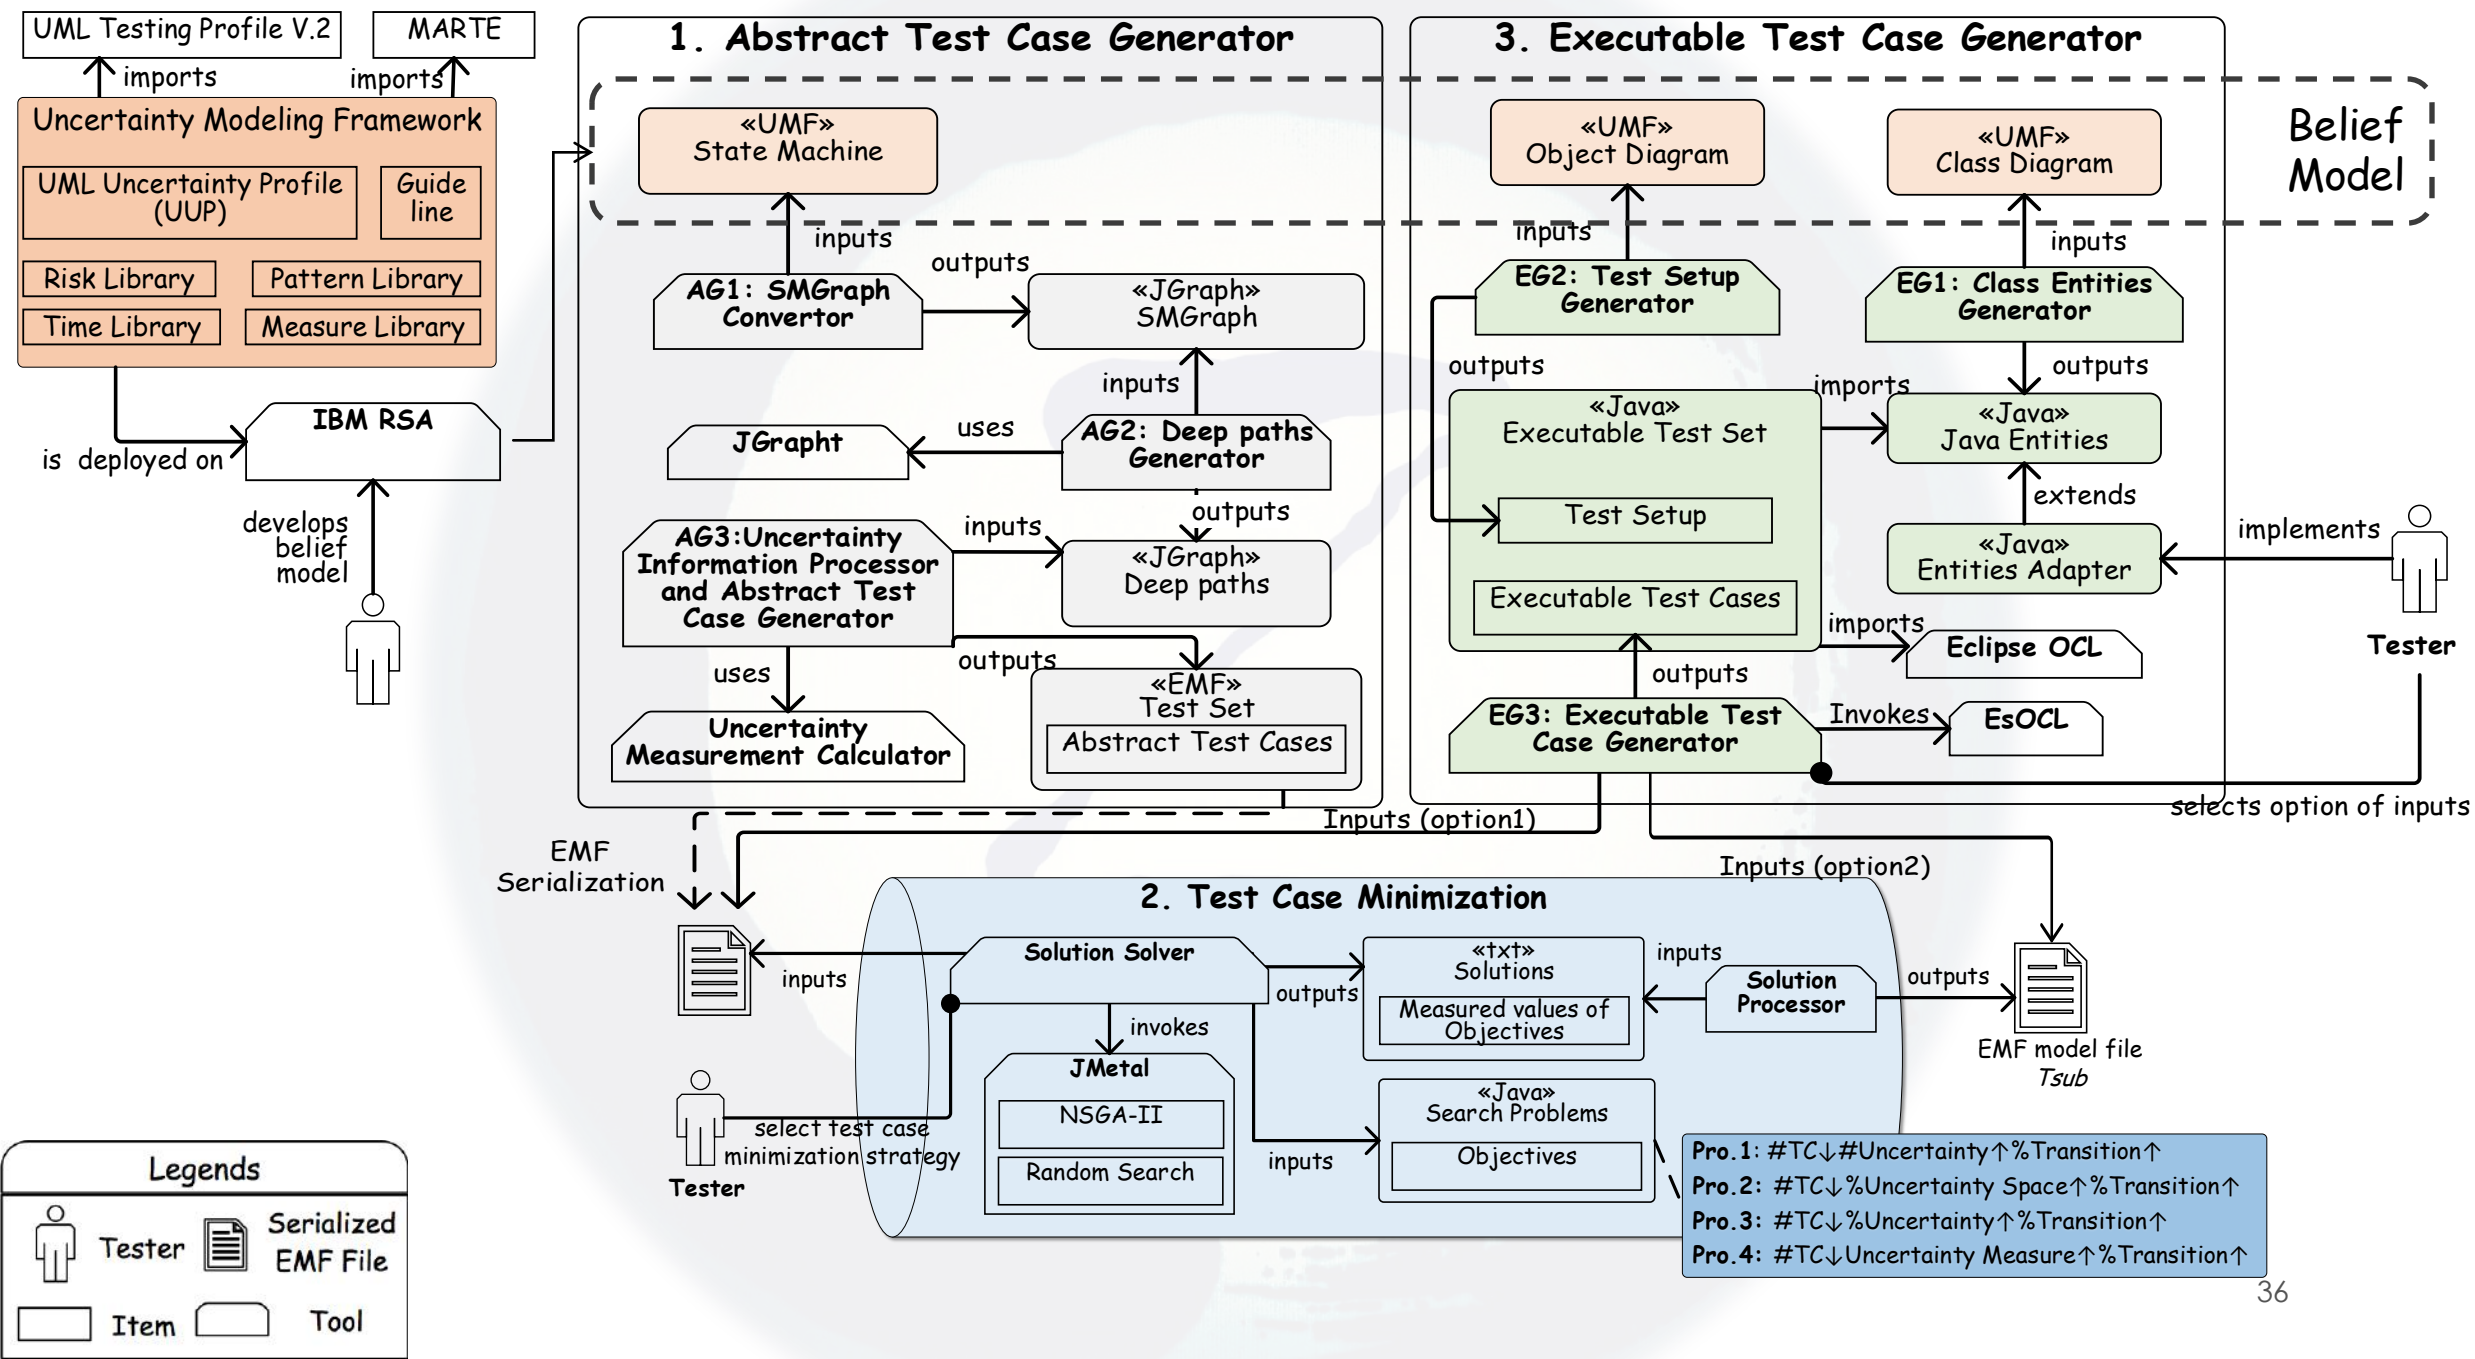 UML Testing Profile V.2
MARTE
imports
imports
Uncertainty Modeling Framework
UML Uncertainty Profile
(UUP)
Guide
line
Risk Library
Pattern Library
Time Library
Measure Library
is deployed on
IBM RSA
develops
belief
model
1. Abstract Test Case Generator
«UMF»
State Machine
inputs
AG1: SMGraph
Convertor
outputs
«JGraph»
SMGraph
inputs
JGrapht
uses
AG2: Deep paths
Generator
outputs
AG3:Uncertainty
Information Processor
and Abstract Test
Case Generator
inputs
«JGraph»
Deep paths
outputs
uses
Uncertainty
Measurement Calculator
«EMF»
Test Set
Abstract Test Cases
3. Executable Test Case Generator
Belief
Model
«UMF»
Object Diagram
«UMF»
Class Diagram
inputs
inputs
EG2: Test Setup
Generator
EG1: Class Entities
Generator
outputs
outputs
imports
«Java»
Executable Test Set
«Java»
Java Entities
Test Setup
extends
Executable Test Cases
«Java»
Entities Adapter
implements
Tester
imports
Eclipse OCL
outputs
EG3: Executable Test
Case Generator
Invokes
EsOCL
selects option of inputs
Inputs (option1)
Inputs (option2)
EMF
Serialization
2. Test Case Minimization
inputs
Solution Solver
outputs
«txt»
Solutions
Measured values of
Objectives
inputs
Solution
Processor
outputs
EMF model file
Tsub
invokes
JMetal
NSGA-II
Random Search
select test case
minimization strategy
Tester
inputs
«Java»
Search Problems
Objectives
Pro.1: #TC↓#Uncertainty↑%Transition↑
Pro.2: #TC↓%Uncertainty Space↑%Transition↑
Pro.3: #TC↓%Uncertainty↑%Transition↑
Pro.4: #TC↓Uncertainty Measure↑%Transition↑
Legends
Tester
Serialized
EMF File
Item
Tool
36